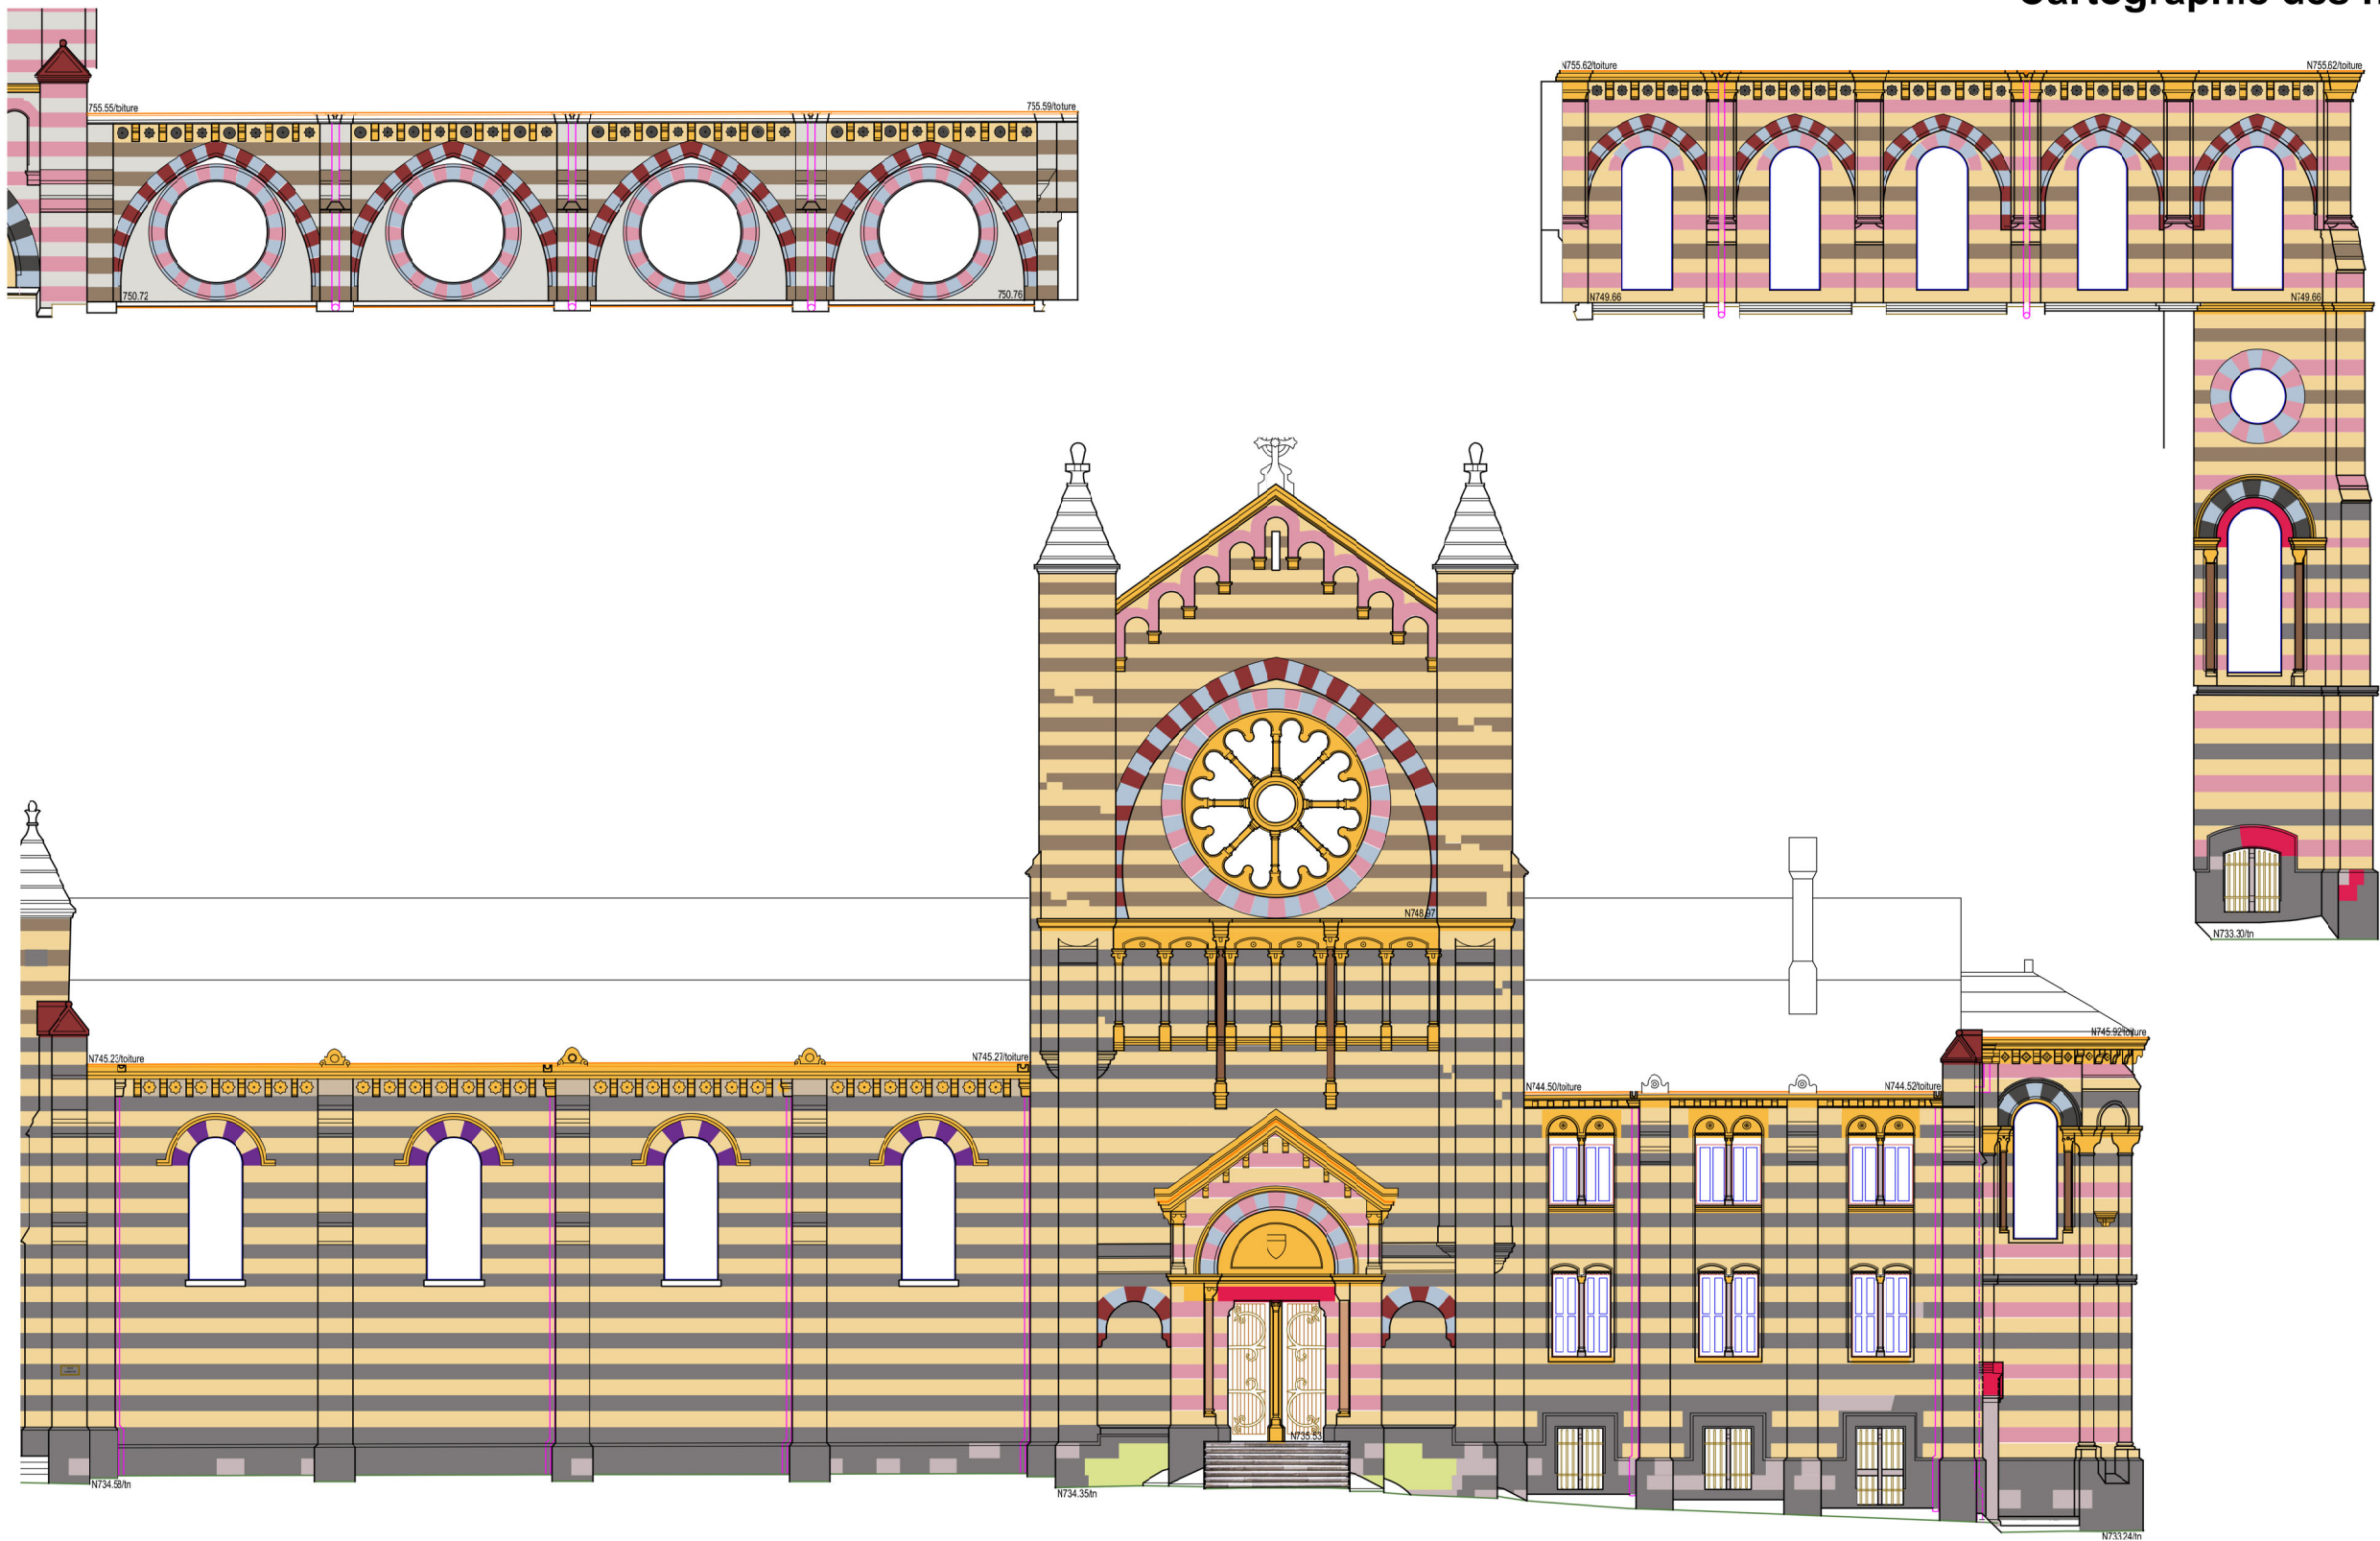 Cartographie des
N755.62/toiture
N755.62/toiture
755.55/toiture
755.59/toiture
750.72
750.76
N749.66
N749.66
N748.97
N733.30/tn
N745.23/toiture
N745.27/toiture
N745.92/toiture
N744.50/toiture
N744.52/toiture
N735.53
N734.58/tn
N734.35/tn
N733.24/tn